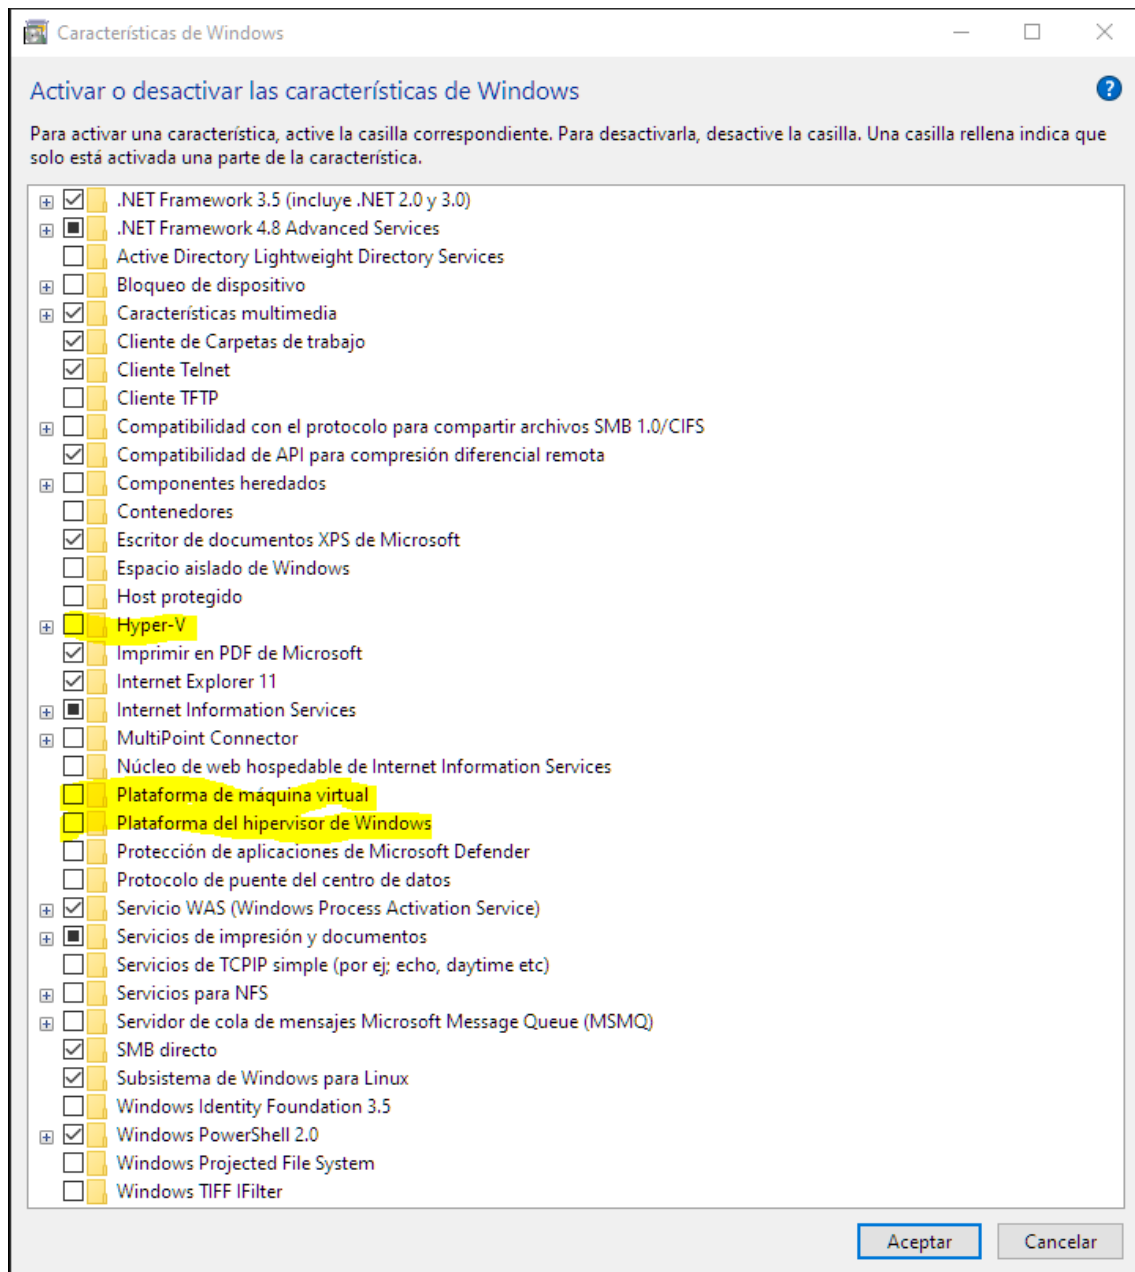 Características de Windows
Activar o desactivar las características de Windows
Para activar una característica, active la casilla correspondiente. Para desactivarla, desactive la casilla. Una casilla rellena indica que
solo está activada una parte de la característica.
.NET Framework 3.5 (incluye .NET 2.0 y 3.0)
.NET Framework 4.8 Advanced Services
Active Directory Lightweight Directory Services
Bloqueo de dispositivo
Características multimedia
Cliente de Carpetas de trabajo
Cliente Telnet
Cliente TFTP
Compatibilidad con el protocolo para compartir archivos SMB 1.0/CIFS
Compatibilidad de API para compresión diferencial remota
Componentes heredados
Contenedores
Escritor de documentos XPS de Microsoft
Espacio aislado de Windows
Host protegido
Hyper-V
Imprimir en PDF de Microsoft
Internet Explorer 11
Internet Information Services
MultiPoint Connector
Núcleo de web hospedable de Internet Information Services
Plataforma de máquina virtual
Plataforma del hipervisor de Windows
Protección de aplicaciones de Microsoft Defender
Protocolo de puente del centro de datos
Servicio WAS (Windows Process Activation Service)
Servicios de impresión y documentos
Servicios de TCPIP simple (por ej; echo, daytime etc)
Servicios para NFS
Servidor de cola de mensajes Microsoft Message Queue (MSMQ)
SMB directo
Subsistema de Windows para Linux
Windows Identity Foundation 3.5
Windows PowerShell 2.0
Windows Projected File System
Windows TIFF IFilter
Aceptar Cancelar